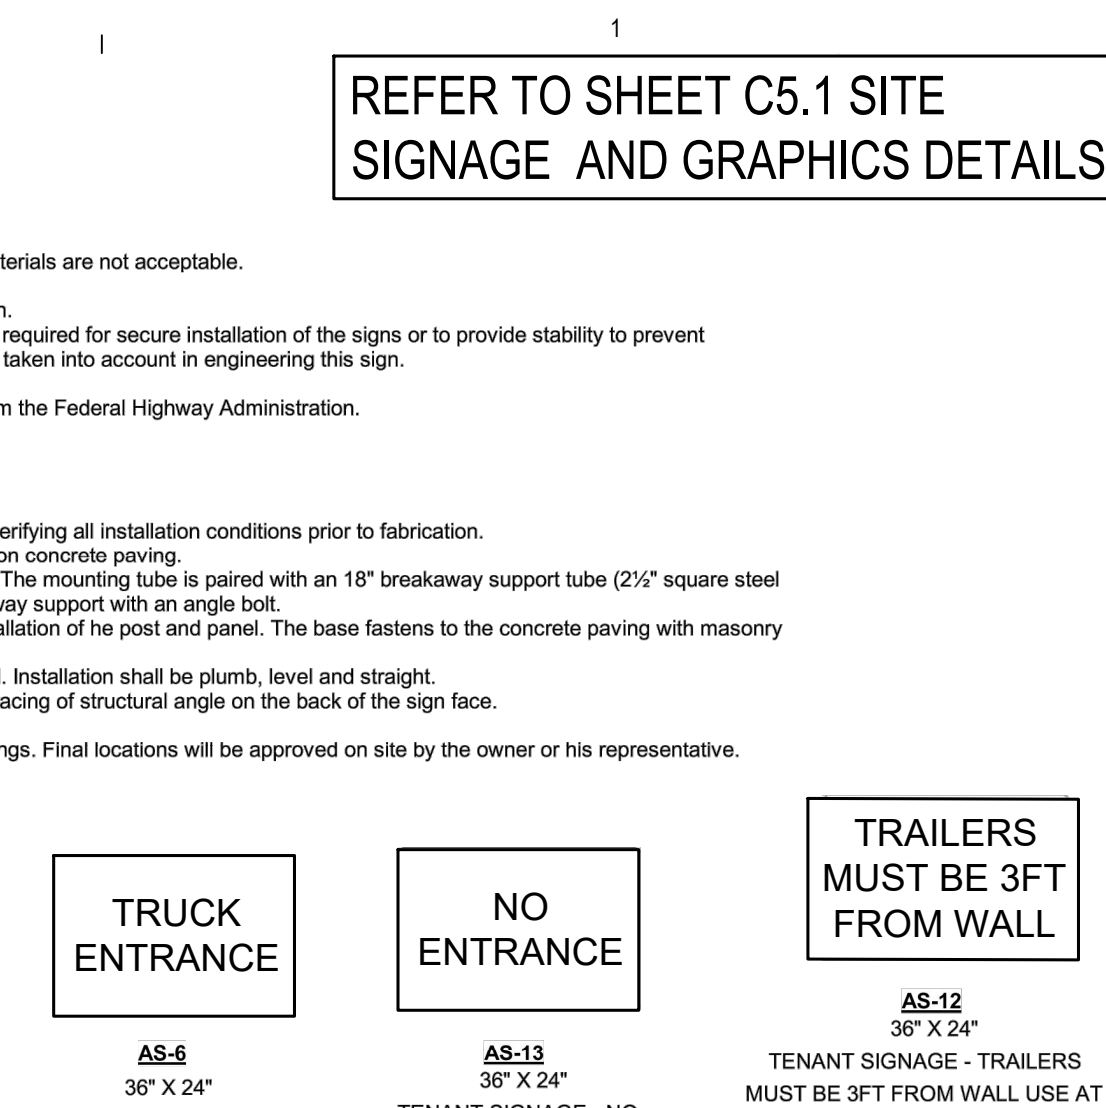 1
REFER TO SHEET C5.1 SITE
SIGNAGE AND GRAPHICS DETAILS
terials are not acceptable.
n.
required for secure installation of the signs or to provide stability to prevent
taken into account in engineering this sign.
m the Federal Highway Administration.
erifying all installation conditions prior to fabrication.
on concrete paving.
The mounting tube is paired with an 18" breakaway support tube (2½" square steel
way support with an angle bolt.
allation of he post and panel. The base fastens to the concrete paving with masonry
. Installation shall be plumb, level and straight.
acing of structural angle on the back of the sign face.
ngs. Final locations will be approved on site by the owner or his representative.
TRUCK
ENTRANCE
AS-6
36" X 24"
NO
ENTRANCE
AS-13
36" X 24"
TENANT SIGNAGE - NO
TRAILERS
MUST BE 3FT
FROM WALL
AS-12
36" X 24"
TENANT SIGNAGE - TRAILERS
MUST BE 3FT FROM WALL USE AT